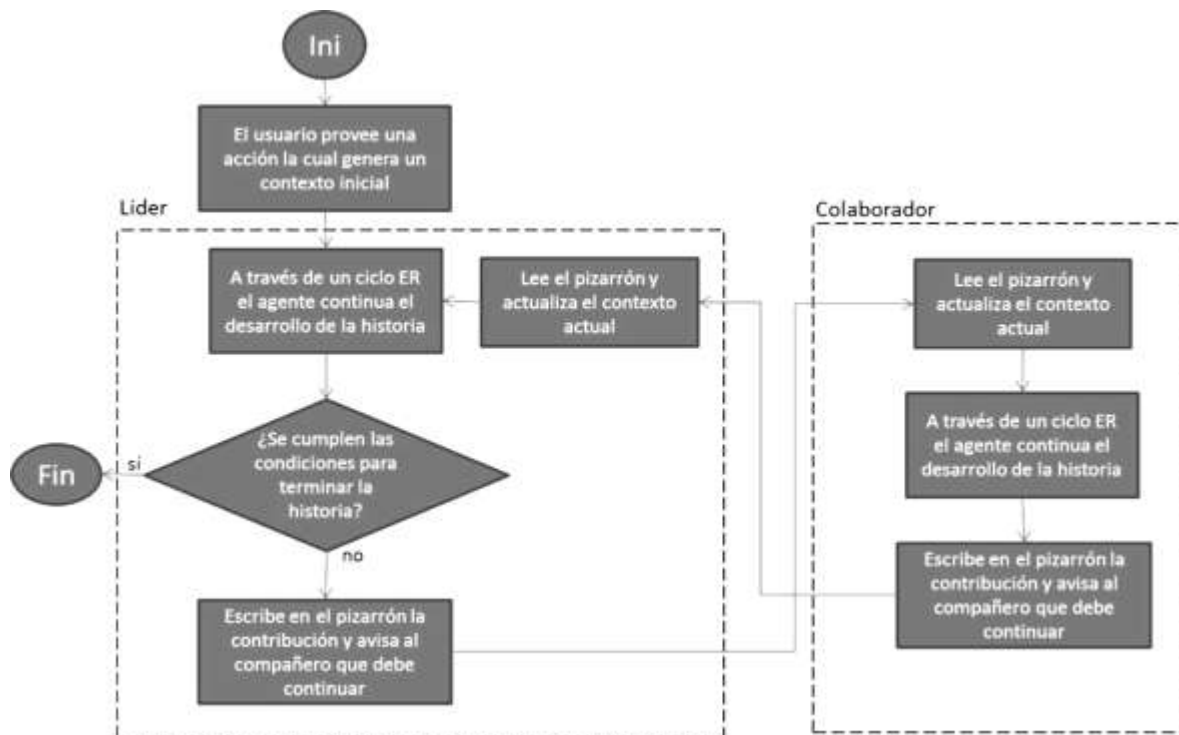 Ini
El usuario provee una
acción la cual genera un
contexto inicial
Lider
A través de un ciclo ER
el agente continua el
desarrollo de la historia
Lee el pizarrón y
actualiza el contexto
actual
¿Se cumplen las
condiciones para
terminar la
historia?
si
Fin
no
Escribe en el pizarrón la
contribución y avisa al
compañero que debe
continuar
Colaborador
Lee el pizarrón y
actualiza el contexto
actual
A través de un ciclo ER
el agente continua el
desarrollo de la historia
Escribe en el pizarrón la
contribución y avisa al
compañero que debe
continuar